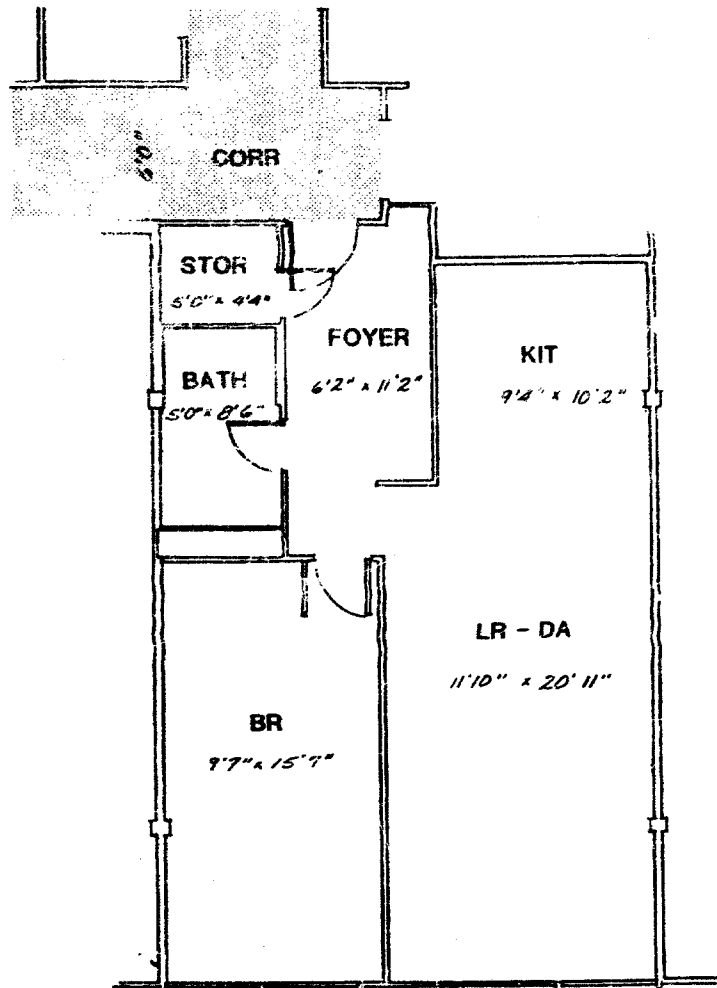 6'0"
CORR
STOR
5'0" x 4'4"
FOYER
6'2" x 11'2"
KIT
9'4" x 10'2"
BATH
5'0" x 8'6"
LR - DA
11'10" x 20'11"
BR
9'7" x 15'7"